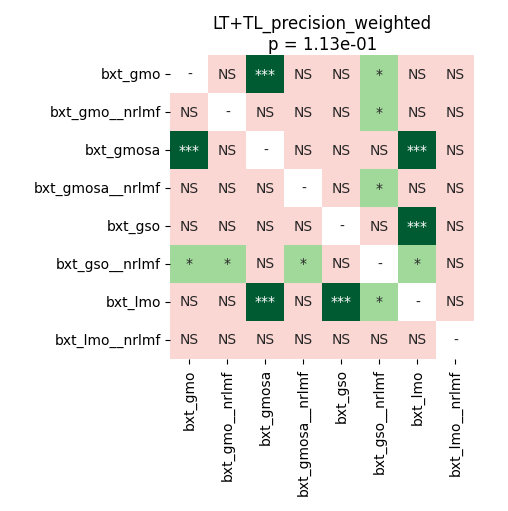 LT+TL_precision_weighted
p = 1.13e-01
bxt_gmo - NS *** NS NS * NS NS
bxt_gmo__nrlmf NS - NS NS NS * NS NS
bxt_gmosa *** NS - NS NS NS *** NS
bxt_gmosa__nrlmf NS NS NS - NS * NS NS
bxt_gso NS NS NS NS - NS *** NS
bxt_gso__nrlmf * * NS * NS - * NS
bxt_lmo NS NS *** NS *** * - NS
bxt_lmo__nrlmf NS NS NS NS NS NS NS -
bxt_gmo
bxt_gmo__nrlmf
bxt_gmosa
bxt_gmosa__nrlmf
bxt_gso
bxt_gso__nrlmf
bxt_lmo
bxt_lmo__nrlmf